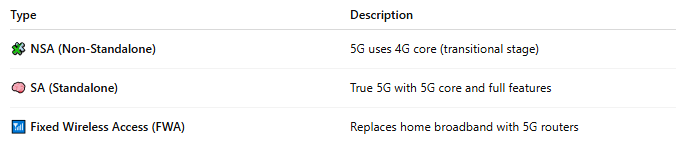 Type Description
NSA (Non-Standalone) 5G uses 4G core (transitional stage)
SA (Standalone) True 5G with 5G core and full features
Fixed Wireless Access (FWA) Replaces home broadband with 5G routers